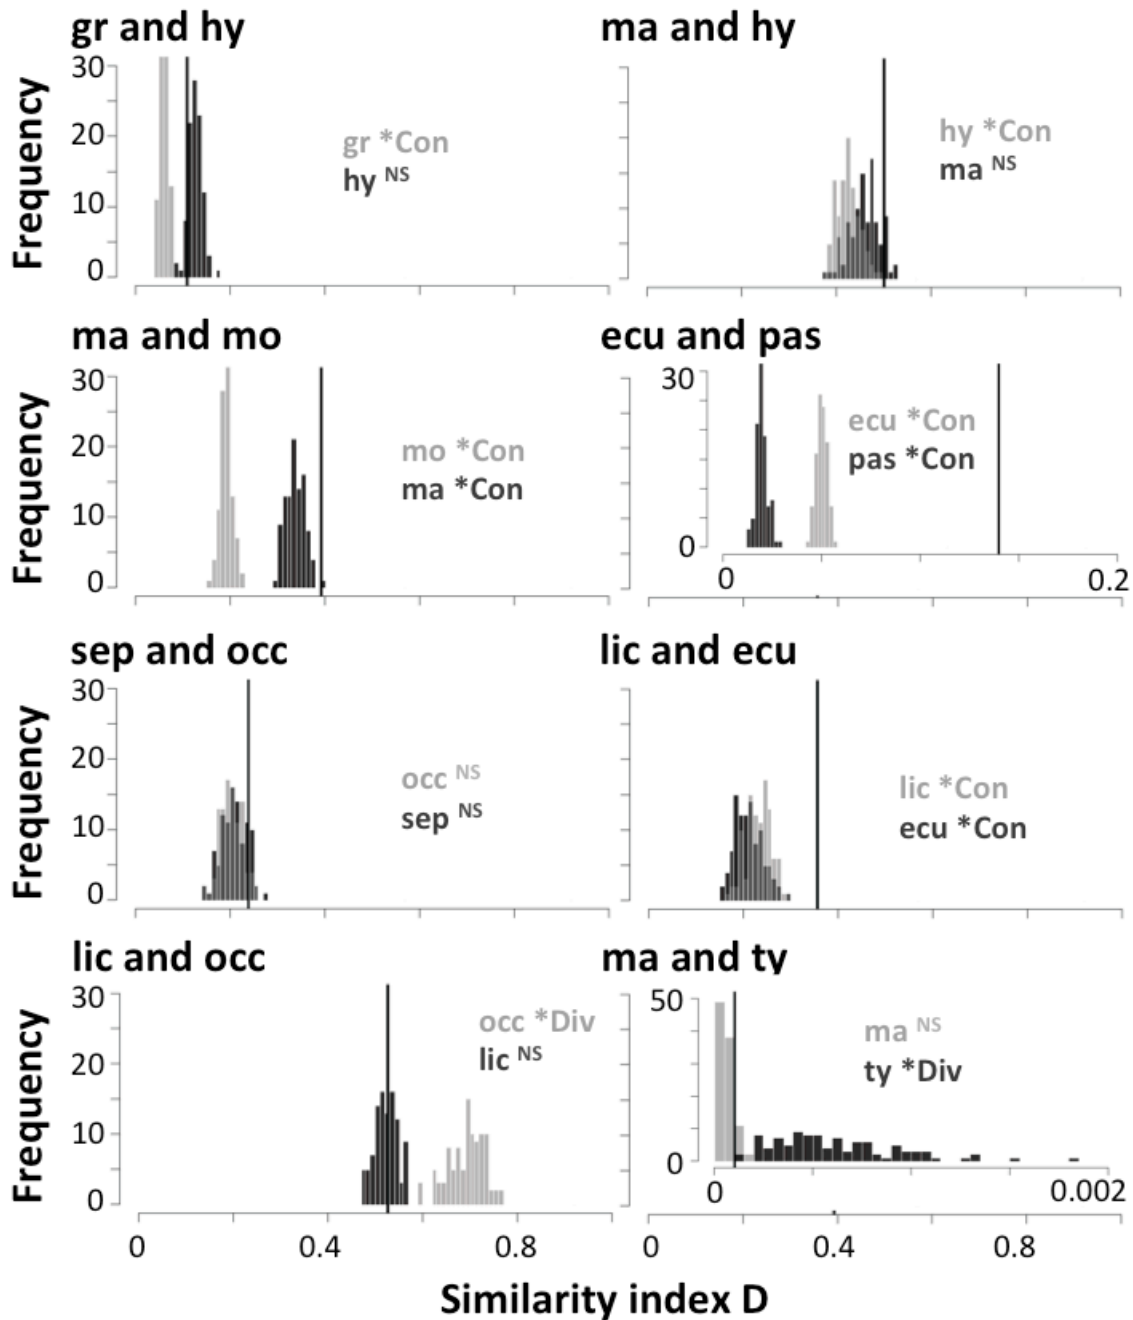 gr and hy
Frequency
30
20
10
0
gr *Con
hy NS
ma and hy
hy *Con
ma NS
ma and mo
Frequency
30
20
10
0
mo *Con
ma *Con
ecu and pas
30
0
ecu *Con
pas *Con
0
0.2
sep and occ
Frequency
30
20
10
0
occ NS
sep NS
lic and ecu
lic *Con
ecu *Con
lic and occ
Frequency
30
20
10
0
occ *Div
lic NS
0
0.4
0.8
ma and ty
50
0
ma NS
ty *Div
0
0.002
0
0.4
0.8
Similarity index D